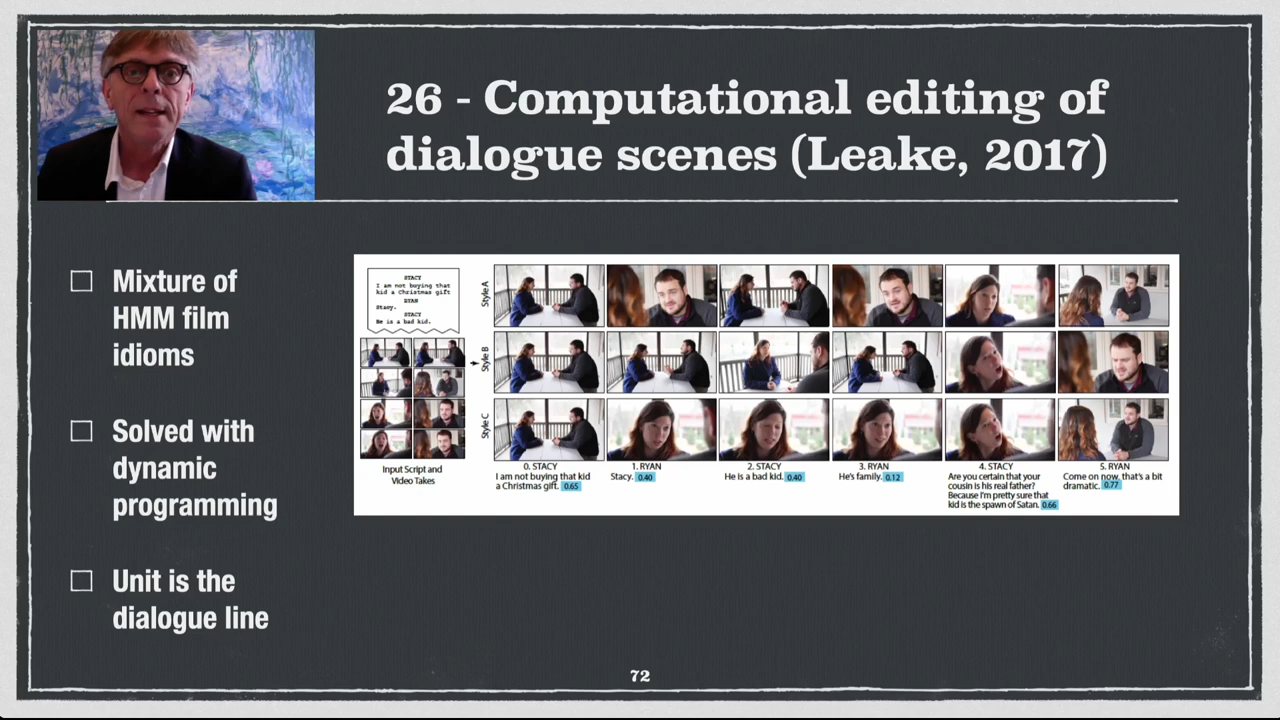 26 - Computational editing of
dialogue scenes (Leake, 2017)
Mixture of
HMM film
idioms
Solved with
dynamic
programming
Unit is the
dialogue line
STACY
I am not buying that
kid a Christmas gift
RYAN
Stacy.
STACY
He is a bad kid.
Input Script and
Video Takes
Style A
Style B
Style C
0. STACY
I am not buying that kid
a Christmas gift. 0.65
1. RYAN
Stacy. 0.40
2. STACY
He is a bad kid. 0.40
3. RYAN
He's family. 0.12
4. STACY
Are you certain that your
cousin is his real father?
Because I'm pretty sure that
kid is the spawn of Satan. 0.66
5. RYAN
Come on now, that's a bit
dramatic. 0.77
72